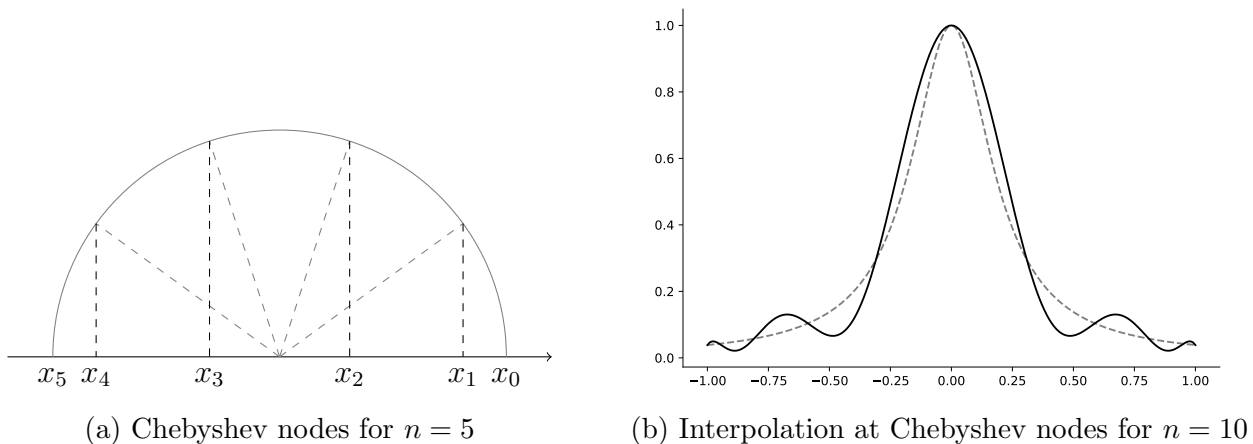 x₅ x₄ x₃ x₂ x₁ x₀
(a) Chebyshev nodes for n = 5
1.0
0.8
0.6
0.4
0.2
0.0
−1.00 −0.75 −0.50 −0.25 0.00 0.25 0.50 0.75 1.00
(b) Interpolation at Chebyshev nodes for n = 10